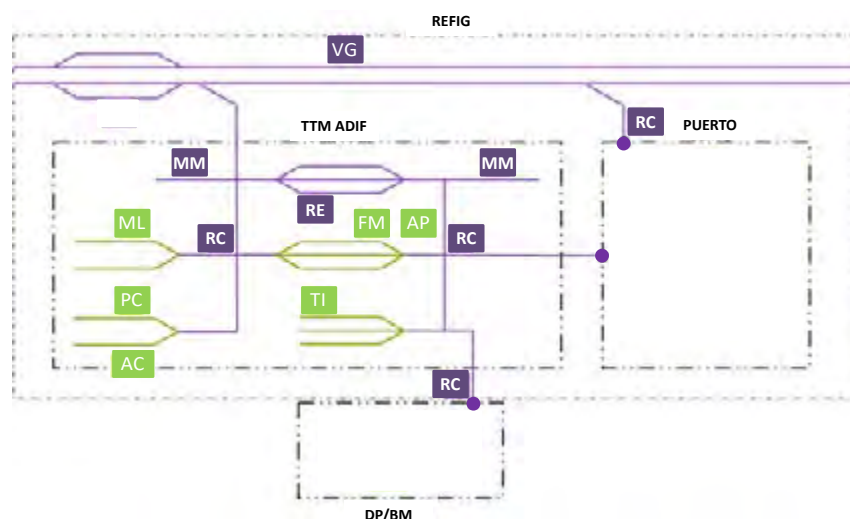 REFIG
VG
TTM ADIF
RC
PUERTO
MM
MM
RE
ML
RC
FM
AP
RC
PC
TI
AC
RC
DP/BM